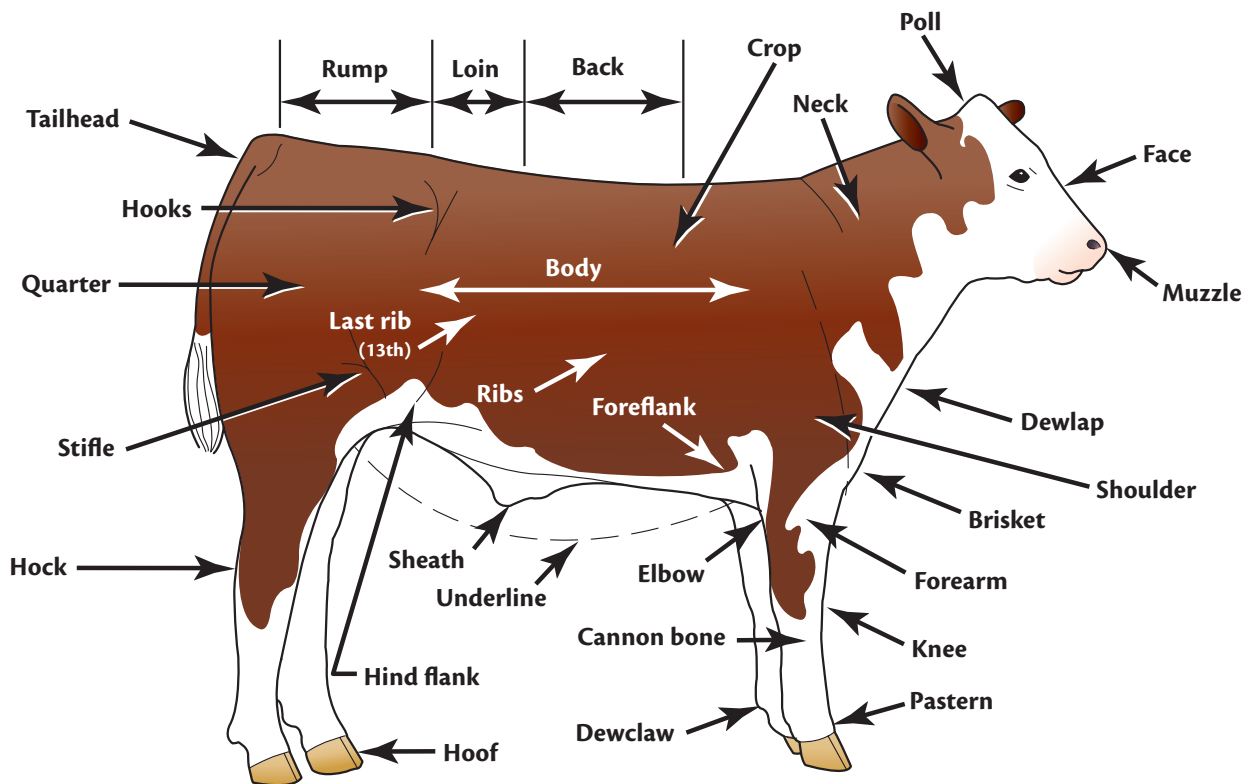 Poll
Crop
Rump
Loin
Back
Neck
Tailhead
Face
Hooks
Body
Quarter
Muzzle
Last rib
(13th)
Ribs
Foreflank
Dewlap
Stifle
Shoulder
Brisket
Sheath
Hock
Elbow
Forearm
Underline
Cannon bone
Knee
Hind flank
Pastern
Dewclaw
Hoof